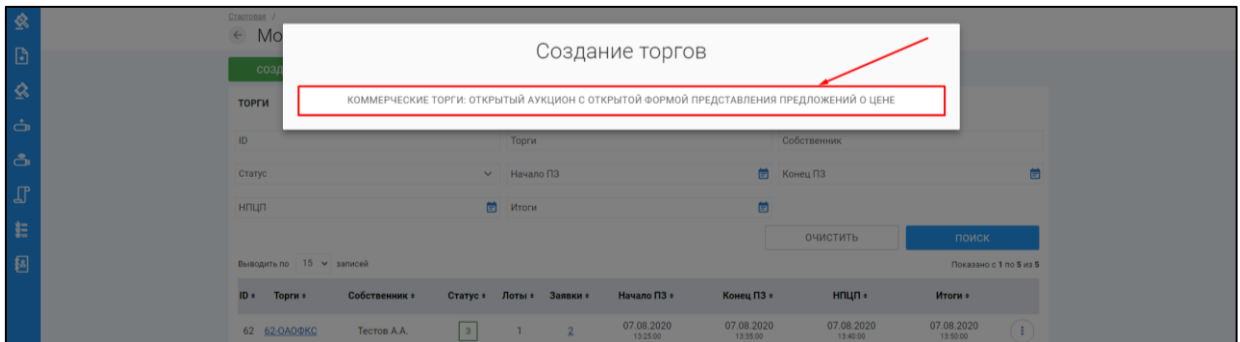 Стартовая /
← Мо
Создание торгов
СОЗД
КОММЕРЧЕСКИЕ ТОРГИ: ОТКРЫТЫЙ АУКЦИОН С ОТКРЫТОЙ ФОРМОЙ ПРЕДСТАВЛЕНИЯ ПРЕДЛОЖЕНИЙ О ЦЕНЕ
ТОРГИ
ID Торги Собственник
Статус Начало ПЗ Конец ПЗ
НПЦП Итоги
ОЧИСТИТЬ ПОИСК
Выводить по 15 записей Показано с 1 по 5 из 5
ID Торги Собственник Статус Лоты Заявки Начало ПЗ Конец ПЗ НПЦП Итоги
62 62-ОАОФКС Тестов А.А. 3 1 2 07.08.2020 07.08.2020 07.08.2020 07.08.2020
13:25:00 13:35:00 13:40:00 13:50:00